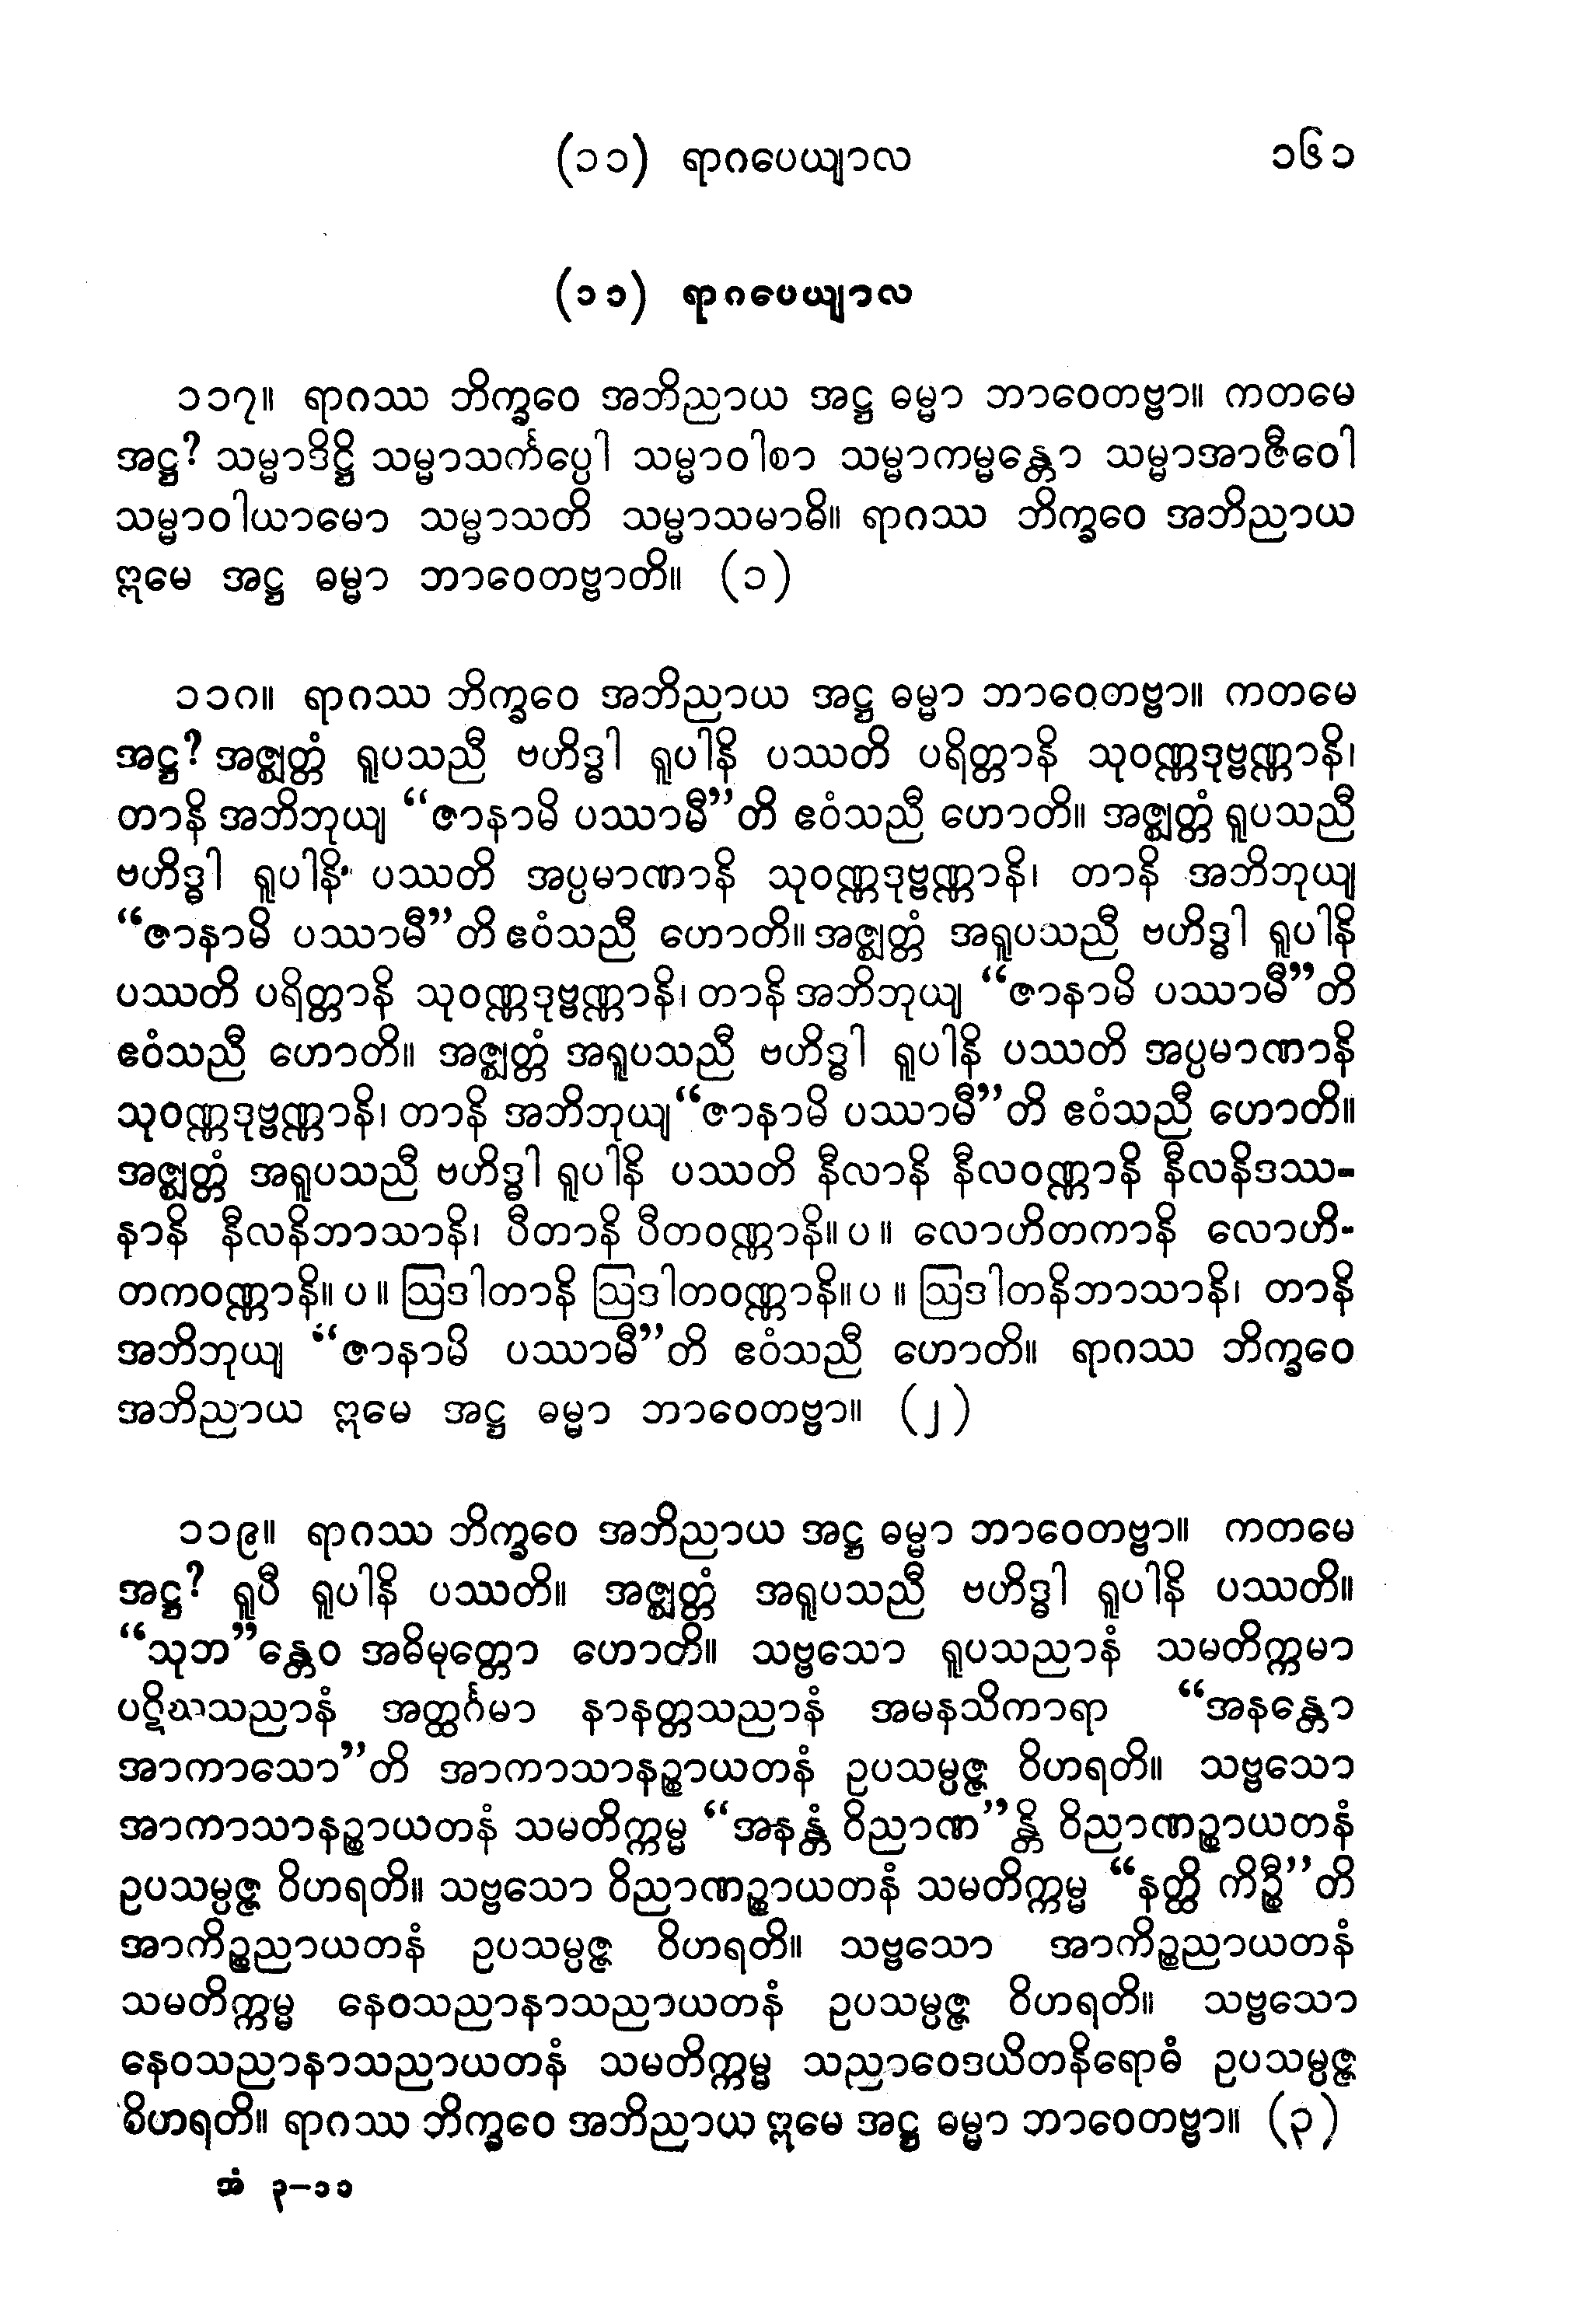 (၁၁) ရာဂပေယျာလ ၁၆၁
(၁၁) ရာဂပေယျာလ
၁၁၇။ ရာဂဿ ဘိက္ခဝေ အဘိညာယ အဋ္ဌ ဓမ္မာ ဘာဝေတဗ္ဗာ။ ကတမေ
အဋ္ဌ? သမ္မာဒိဋ္ဌိ သမ္မာသင်္ကပ္ပေါ သမ္မာဝါစာ သမ္မာကမ္မန္တော သမ္မာအာဇီဝေါ
သမ္မာဝါယာမော သမ္မာသတိ သမ္မာသမာဓိ။ ရာဂဿ ဘိက္ခဝေ အဘိညာယ
ဣမေ အဋ္ဌ ဓမ္မာ ဘာဝေတဗ္ဗာတိ။ (၁)
၁၁၈။ ရာဂဿ ဘိက္ခဝေ အဘိညာယ အဋ္ဌ ဓမ္မာ ဘာဝေတဗ္ဗာ။ ကတမေ
အဋ္ဌ? အဇ္ဈတ္တံ ရူပသညီ ဗဟိဒ္ဓါ ရူပါနိ ပဿတိ ပရိတ္တာနိ သုဝဏ္ဏဒုဗ္ဗဏ္ဏာနိ၊
တာနိ အဘိဘုယျ “ဇာနာမိ ပဿာမီ”တိ ဧဝံသညီ ဟောတိ။ အဇ္ဈတ္တံ ရူပသညီ
ဗဟိဒ္ဓါ ရူပါနိ ပဿတိ အပ္ပမာဏာနိ သုဝဏ္ဏဒုဗ္ဗဏ္ဏာနိ၊ တာနိ အဘိဘုယျ
“ဇာနာမိ ပဿာမီ”တိ ဧဝံသညီ ဟောတိ။ အဇ္ဈတ္တံ အရူပသညီ ဗဟိဒ္ဓါ ရူပါနိ
ပဿတိ ပရိတ္တာနိ သုဝဏ္ဏဒုဗ္ဗဏ္ဏာနိ၊ တာနိ အဘိဘုယျ “ဇာနာမိ ပဿာမီ”တိ
ဧဝံသညီ ဟောတိ။ အဇ္ဈတ္တံ အရူပသညီ ဗဟိဒ္ဓါ ရူပါနိ ပဿတိ အပ္ပမာဏာနိ
သုဝဏ္ဏဒုဗ္ဗဏ္ဏာနိ၊ တာနိ အဘိဘုယျ“ဇာနာမိ ပဿာမီ”တိ ဧဝံသညီ ဟောတိ။
အဇ္ဈတ္တံ အရူပသညီ ဗဟိဒ္ဓါ ရူပါနိ ပဿတိ နီလာနိ နီလဝဏ္ဏာနိ နီလနိဒဿ-
နာနိ နီလနိဘာသာနိ၊ ပီတာနိ ပီတဝဏ္ဏာနိ။ပ။ လောဟိတကာနိ လောဟိ-
တကဝဏ္ဏာနိ။ပ။ ဩဒါတာနိ ဩဒါတဝဏ္ဏာနိ။ပ။ ဩဒါတနိဘာသာနိ၊ တာနိ
အဘိဘုယျ “ဇာနာမိ ပဿာမီ”တိ ဧဝံသညီ ဟောတိ။ ရာဂဿ ဘိက္ခဝေ
အဘိညာယ ဣမေ အဋ္ဌ ဓမ္မာ ဘာဝေတဗ္ဗာ။ (၂)
၁၁၉။ ရာဂဿ ဘိက္ခဝေ အဘိညာယ အဋ္ဌ ဓမ္မာ ဘာဝေတဗ္ဗာ။ ကတမေ
အဋ္ဌ? ရူပီ ရူပါနိ ပဿတိ။ အဇ္ဈတ္တံ အရူပသညီ ဗဟိဒ္ဓါ ရူပါနိ ပဿတိ။
“သုဘ”န္တေဝ အဓိမုတ္တော ဟောတိ။ သဗ္ဗသော ရူပသညာနံ သမတိက္ကမာ
ပဋိဃသညာနံ အတ္ထင်္ဂမာ နာနတ္တသညာနံ အမနသိကာရာ “အနန္တော
အာကာသော”တိ အာကာသာနဉ္စာယတနံ ဥပသမ္ပဇ္ဇ ဝိဟရတိ။ သဗ္ဗသော
အာကာသာနဉ္စာယတနံ သမတိက္ကမ္မ “အနန္တံ ဝိညာဏ”န္တိ ဝိညာဏဉ္စာယတနံ
ဥပသမ္ပဇ္ဇ ဝိဟရတိ။ သဗ္ဗသော ဝိညာဏဉ္စာယတနံ သမတိက္ကမ္မ “နတ္ထိ ကိဉ္စီ”တိ
အာကိဉ္စညာယတနံ ဥပသမ္ပဇ္ဇ ဝိဟရတိ။ သဗ္ဗသော အာကိဉ္စညာယတနံ
သမတိက္ကမ္မ နေဝသညာနာသညာယတနံ ဥပသမ္ပဇ္ဇ ဝိဟရတိ။ သဗ္ဗသော
နေဝသညာနာသညာယတနံ သမတိက္ကမ္မ သညာဝေဒယိတနိရောဓံ ဥပသမ္ပဇ္ဇ
ဝိဟရတိ။ ရာဂဿ ဘိက္ခဝေ အဘိညာယ ဣမေ အဋ္ဌ ဓမ္မာ ဘာဝေတဗ္ဗာ။ (၃)
အံ ၃-၁၁